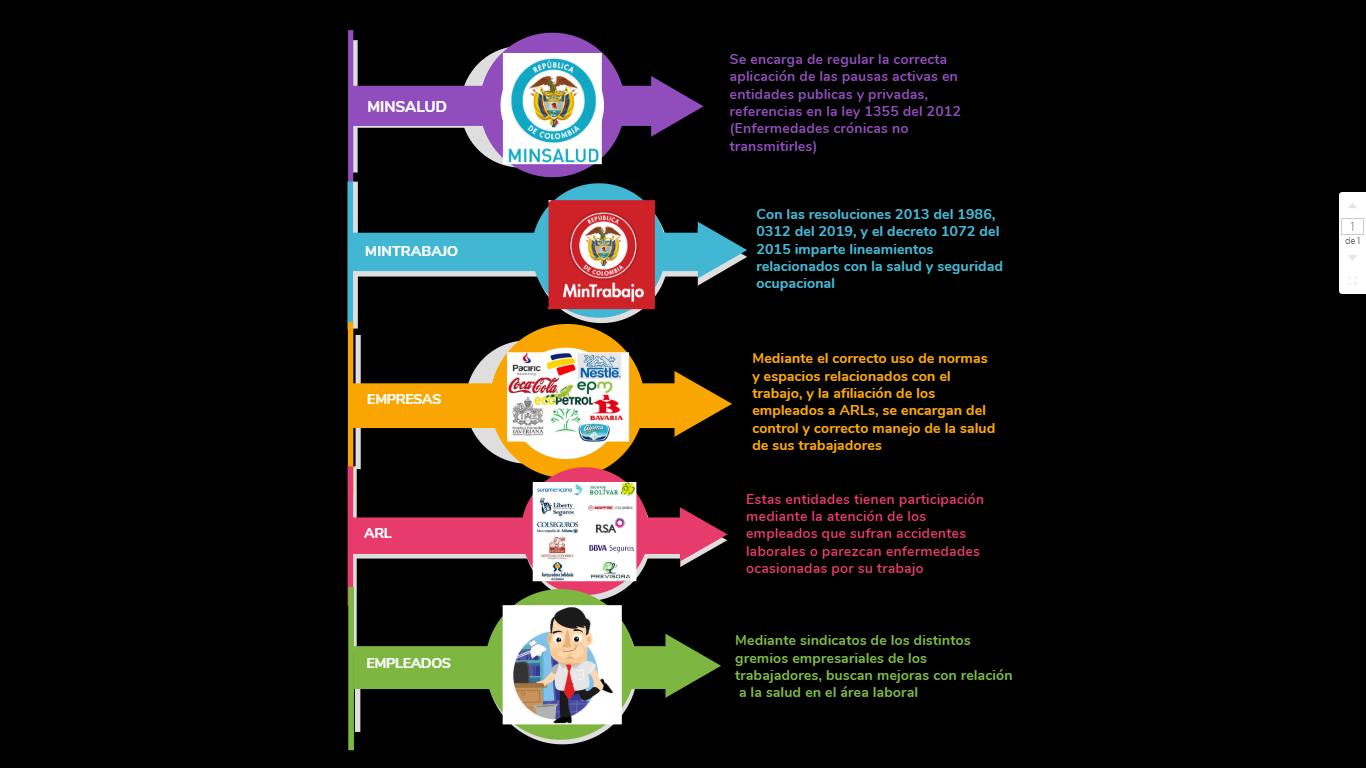 Se encarga de regular la correcta
aplicación de las pausas activas en
entidades publicas y privadas,
referencias en la ley 1355 del 2012
(Enfermedades crónicas no
transmitirles)
MINSALUD
REPÚBLICA
DE COLOMBIA
MINSALUD
Con las resoluciones 2013 del 1986,
0312 del 2019, y el decreto 1072 del
2015 imparte lineamientos
relacionados con la salud y seguridad
ocupacional
MINTRABAJO
REPÚBLICA
DE COLOMBIA
MinTrabajo
1
de 1
Mediante el correcto uso de normas
y espacios relacionados con el
trabajo, y la afiliación de los
empleados a ARLs, se encargan del
control y correcto manejo de la salud
de sus trabajadores
EMPRESAS
PACIFIC
Nestlé
Coca-Cola
epm
ecoPETROL
BAVARIA
JAVERIANA
Alpina
Estas entidades tienen participación
mediante la atención de los
empleados que sufran accidentes
laborales o parezcan enfermedades
ocasionadas por su trabajo
ARL
suramericana
SEGUROS
BOLÍVAR
Liberty
Seguros
MAPFRE COLOMBIA
COLSEGUROS
RSA
BBVA Seguros
PREVISORA
Mediante sindicatos de los distintos
gremios empresariales de los
trabajadores, buscan mejoras con relación
a la salud en el área laboral
EMPLEADOS